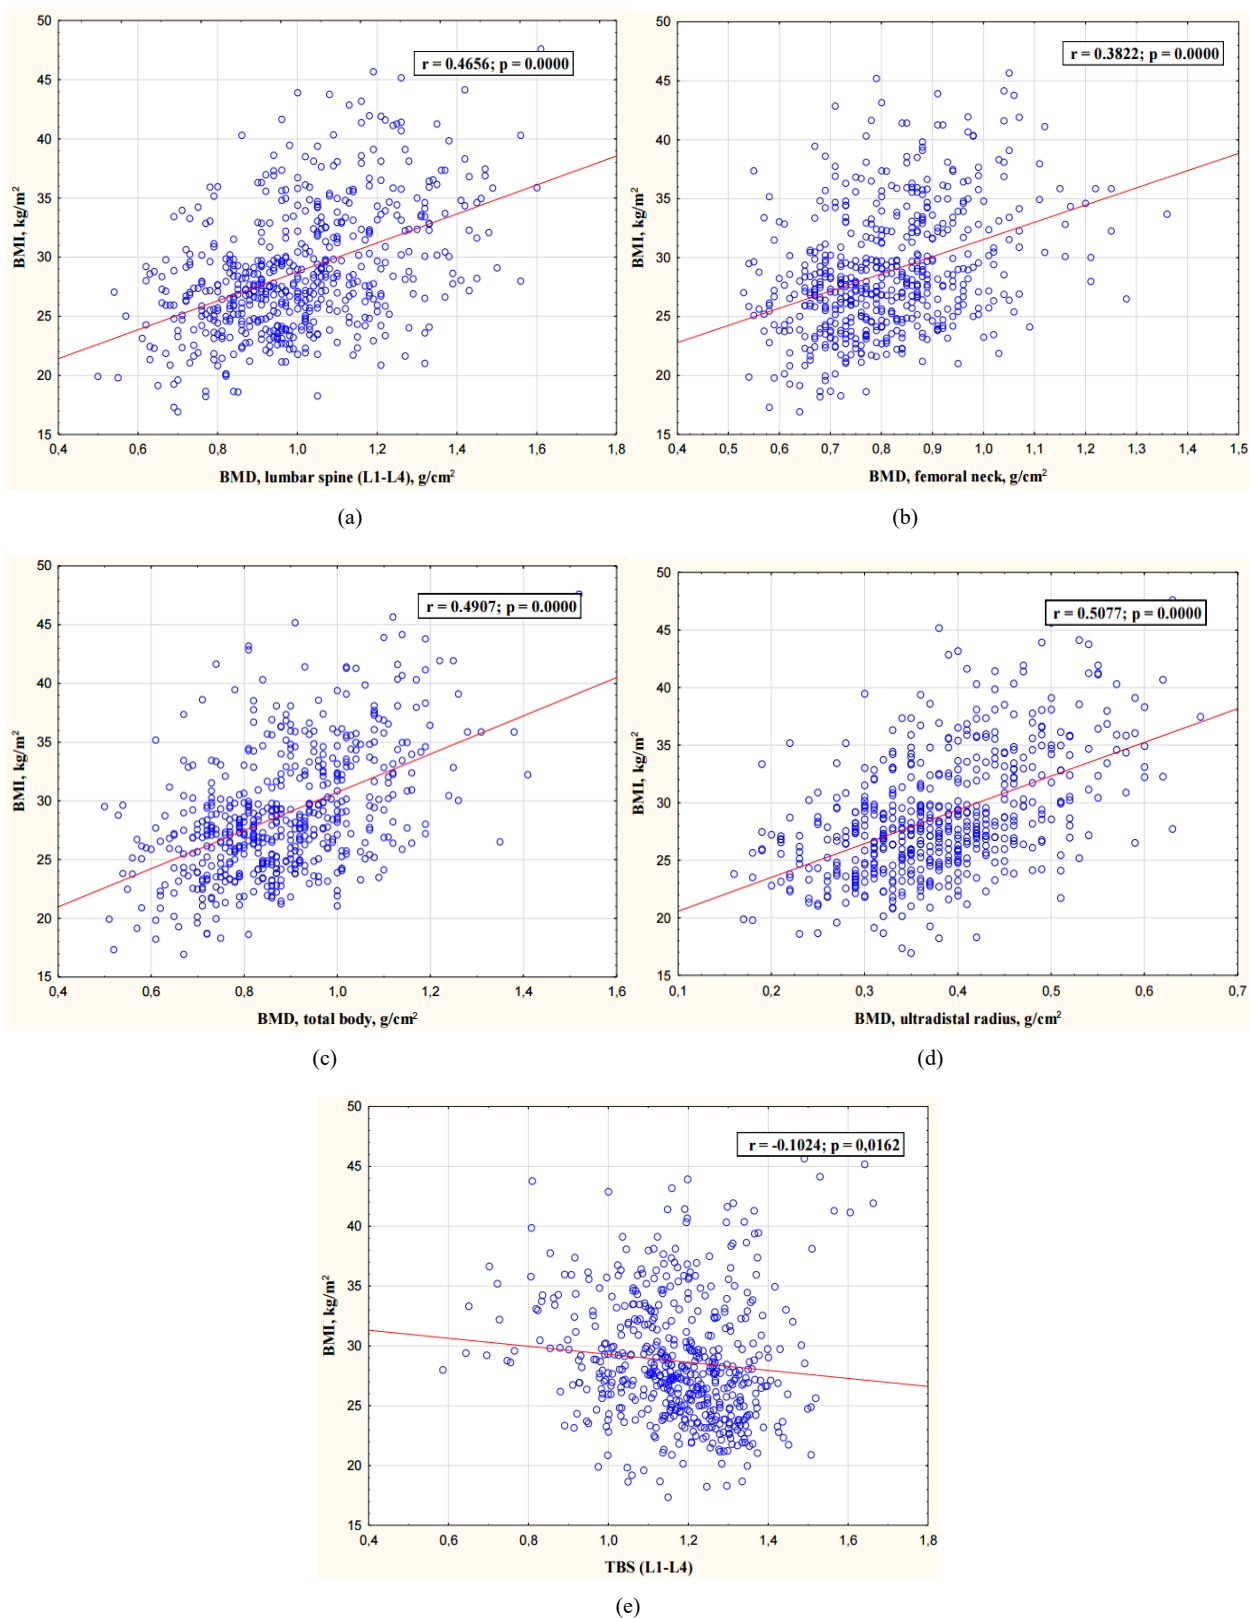 50
45
40
35
30
25
20
15
BMI, kg/m²
r = 0.4656; p = 0.0000
0,4 0,6 0,8 1,0 1,2 1,4 1,6 1,8
BMD, lumbar spine (L1-L4), g/cm²
(a)
50
45
40
35
30
25
20
15
BMI, kg/m²
r = 0.3822; p = 0.0000
0,4 0,5 0,6 0,7 0,8 0,9 1,0 1,1 1,2 1,3 1,4 1,5
BMD, femoral neck, g/cm²
(b)
50
45
40
35
30
25
20
15
BMI, kg/m²
r = 0.4907; p = 0.0000
0,4 0,6 0,8 1,0 1,2 1,4 1,6
BMD, total body, g/cm²
(c)
50
45
40
35
30
25
20
15
BMI, kg/m²
r = 0.5077; p = 0.0000
0,1 0,2 0,3 0,4 0,5 0,6 0,7
BMD, ultradistal radius, g/cm²
(d)
50
45
40
35
30
25
20
15
BMI, kg/m²
r = -0.1024; p = 0,0162
0,4 0,6 0,8 1,0 1,2 1,4 1,6 1,8
TBS (L1-L4)
(e)